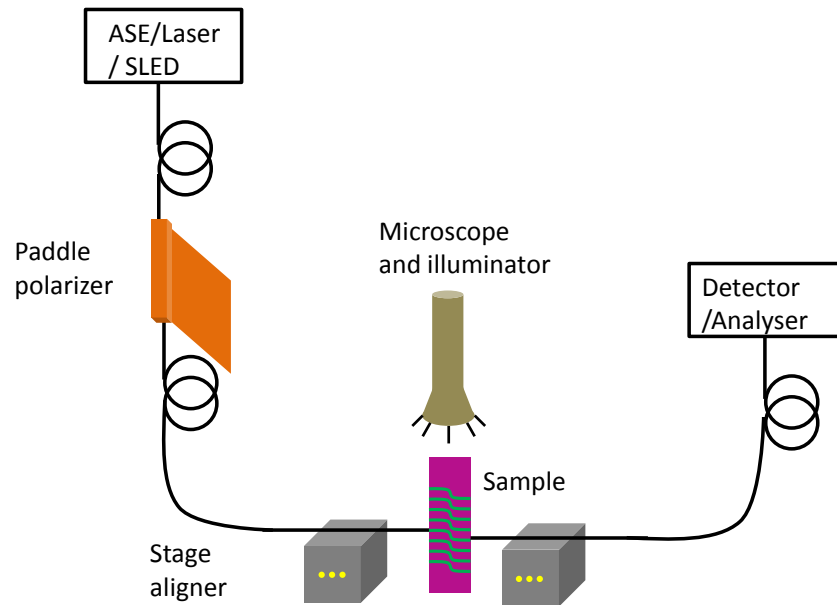 ASE/Laser
/ SLED
Paddle
polarizer
Microscope
and illuminator
Detector
/Analyser
Sample
Stage
aligner